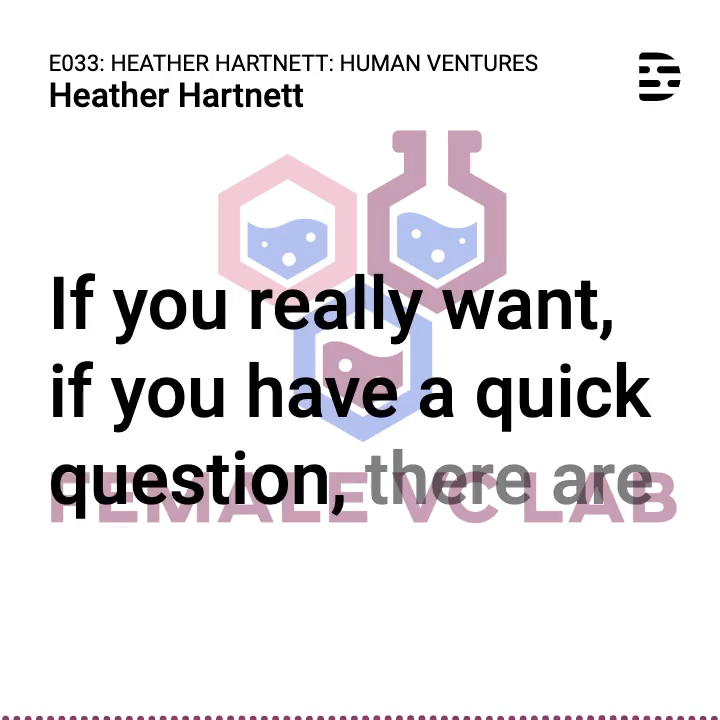 E033: HEATHER HARTNETT: HUMAN VENTURES
Heather Hartnett
If you really want,
if you have a quick
question, there are
FEMALE VC LAB